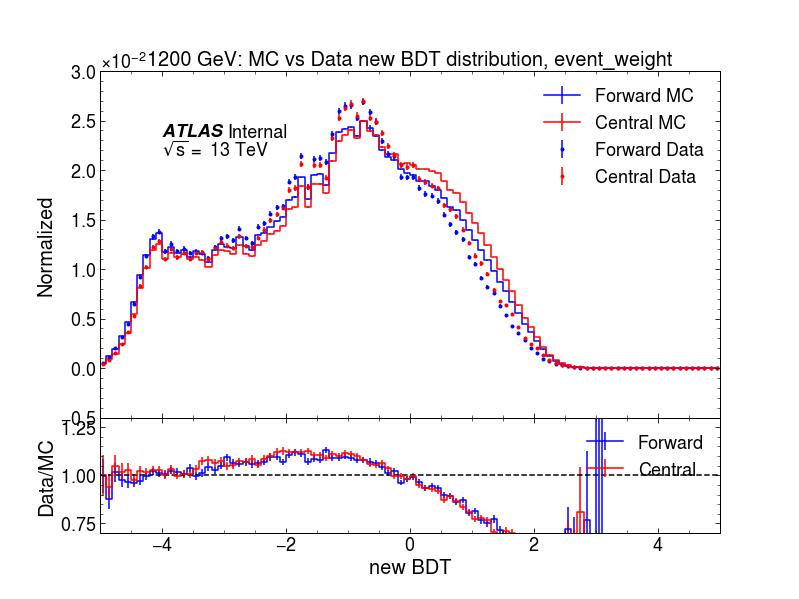 ×10⁻²1200 GeV: MC vs Data new BDT distribution, event_weight
3.0
2.5
2.0
1.5
1.0
0.5
0.0
−0.5
Normalized
ATLAS Internal
√s = 13 TeV
Forward MC
Central MC
Forward Data
Central Data
1.25
1.00
0.75
Data/MC
Forward
Central
−4
−2
0
2
4
new BDT